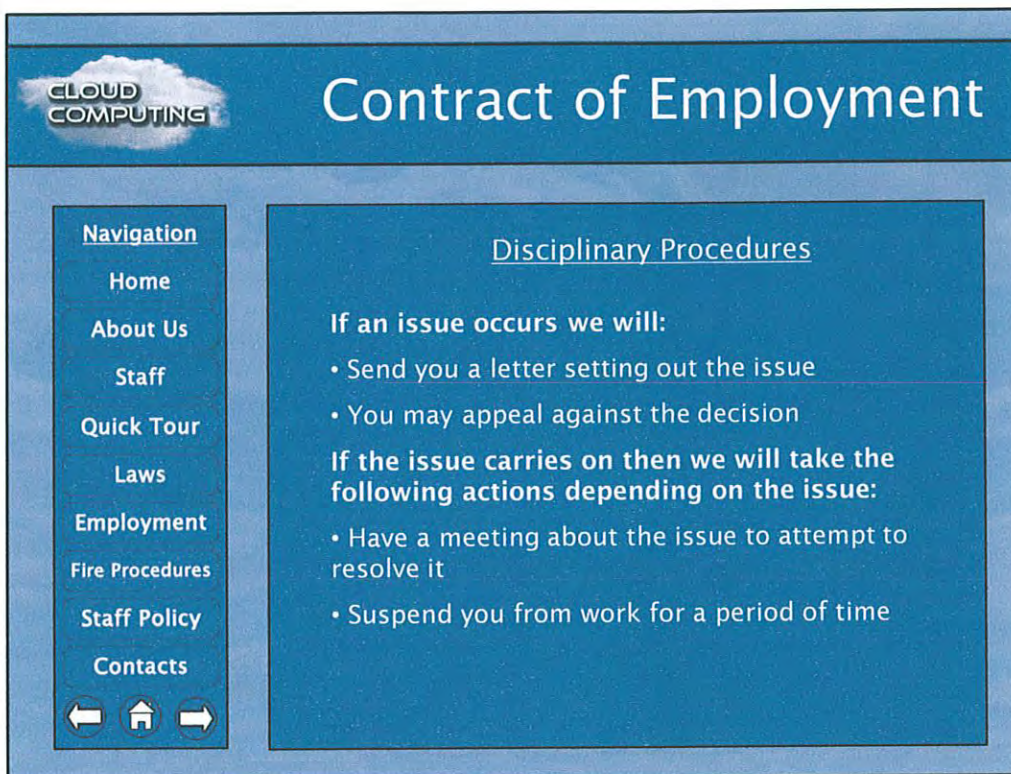 CLOUD
COMPUTING
Contract of Employment
Navigation
Home
About Us
Staff
Quick Tour
Laws
Employment
Fire Procedures
Staff Policy
Contacts
Disciplinary Procedures
If an issue occurs we will:
• Send you a letter setting out the issue
• You may appeal against the decision
If the issue carries on then we will take the
following actions depending on the issue:
• Have a meeting about the issue to attempt to
resolve it
• Suspend you from work for a period of time